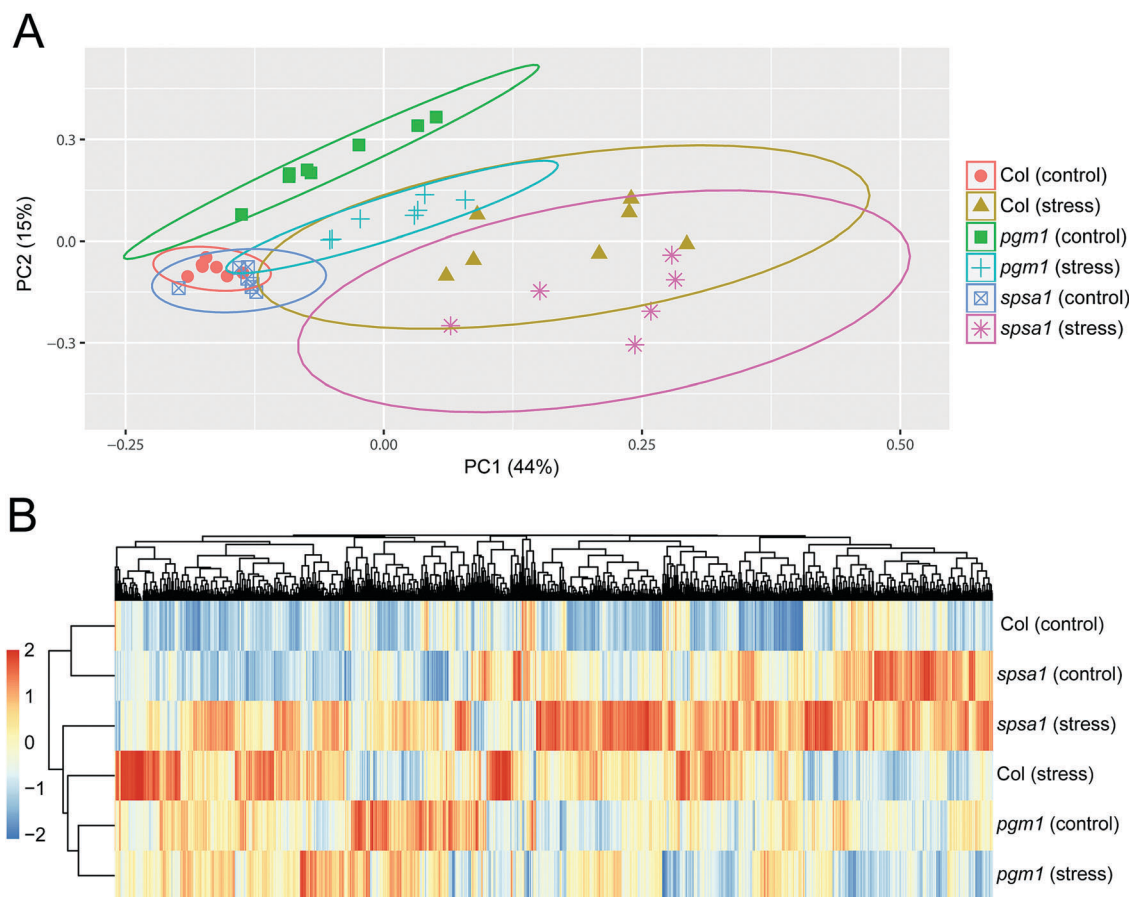 A
0.3
0.0
−0.3
PC2 (15%)
−0.25
0.00
0.25
0.50
PC1 (44%)
Col (control)
Col (stress)
pgm1 (control)
pgm1 (stress)
spsa1 (control)
spsa1 (stress)
B
2
1
0
−1
−2
Col (control)
spsa1 (control)
spsa1 (stress)
Col (stress)
pgm1 (control)
pgm1 (stress)